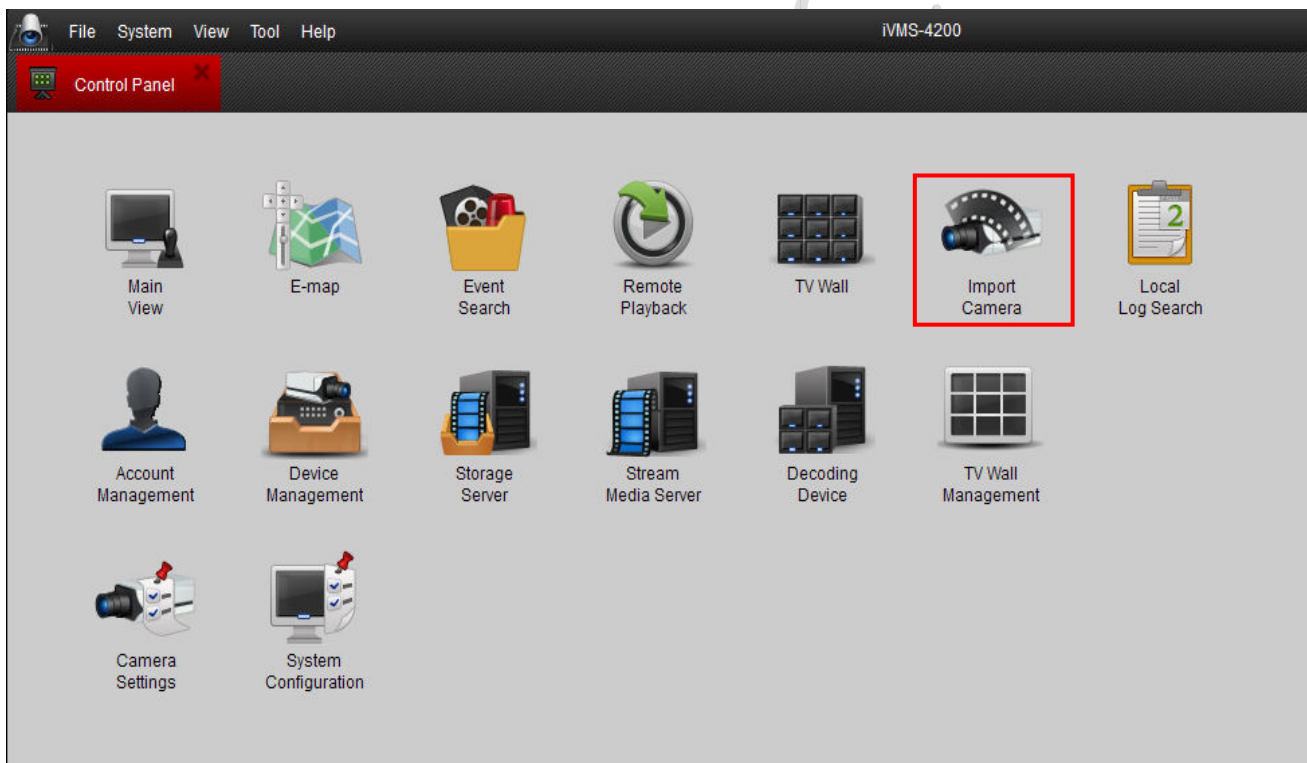 File System View Tool Help iVMS-4200
Control Panel
Main View
E-map
Event Search
Remote Playback
TV Wall
Import Camera
2
Local Log Search
Account Management
Device Management
Storage Server
Stream Media Server
Decoding Device
TV Wall Management
Camera Settings
System Configuration